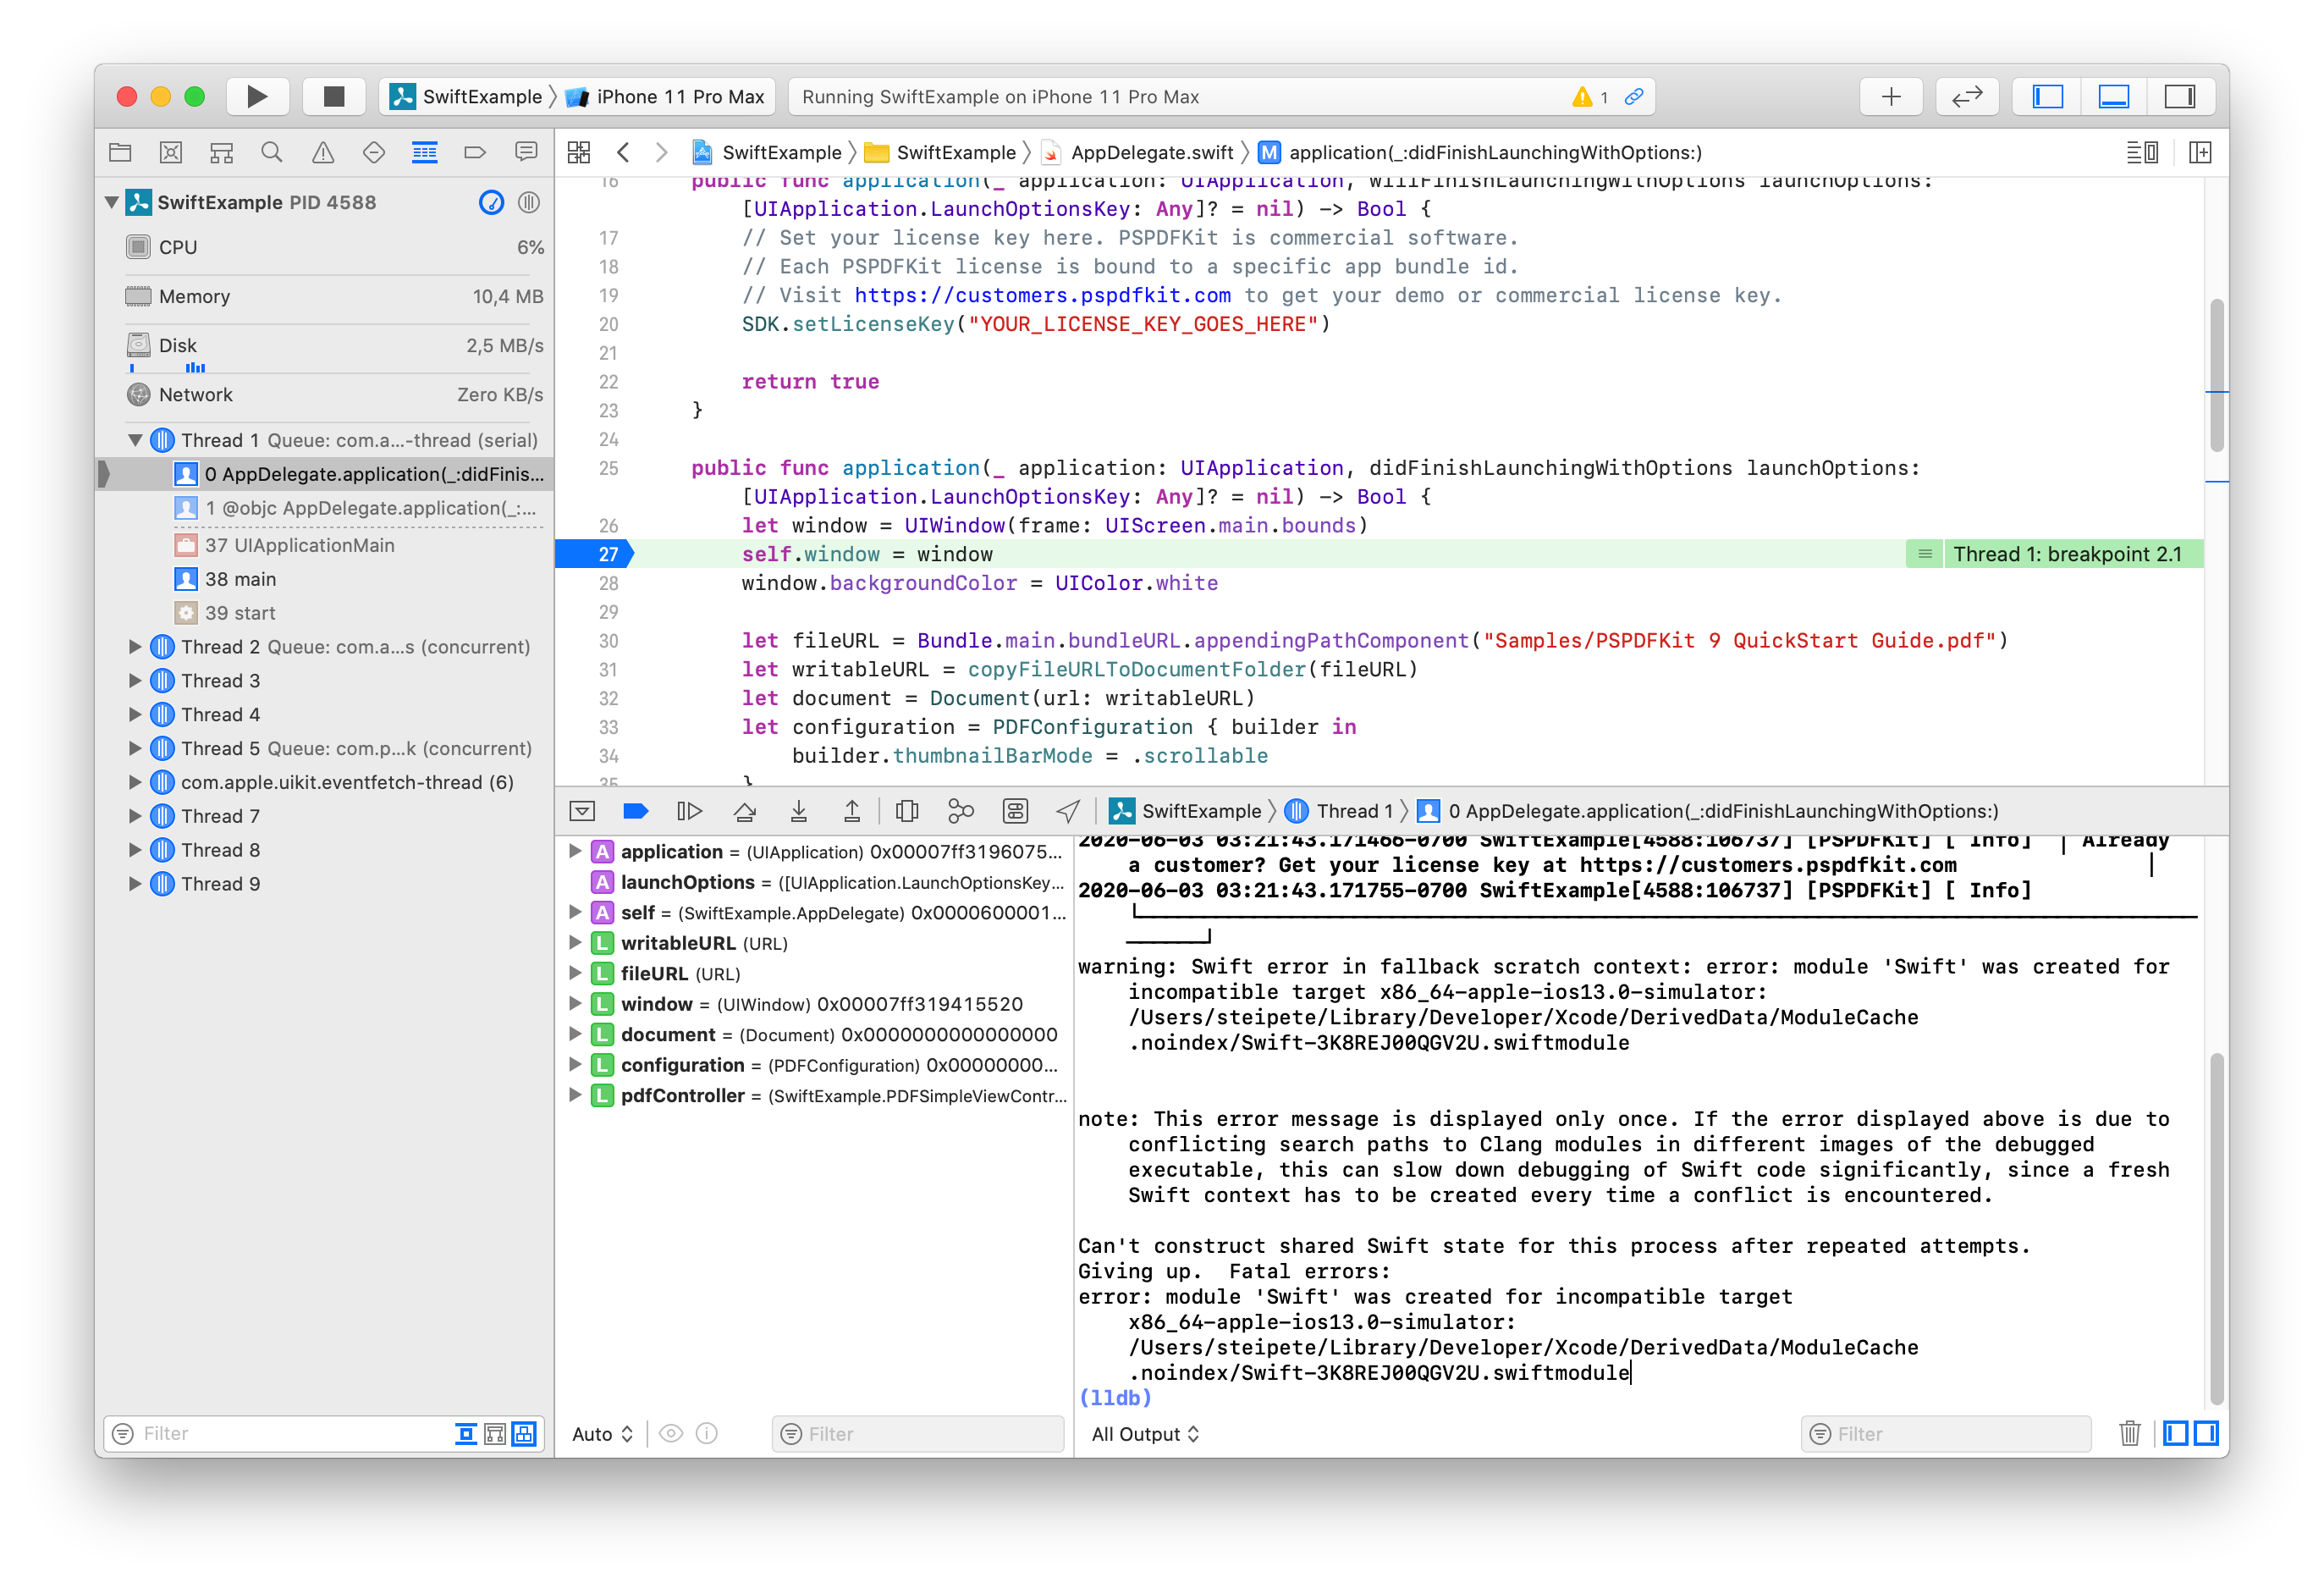 SwiftExample 〉 iPhone 11 Pro Max
Running SwiftExample on iPhone 11 Pro Max
1
SwiftExample PID 4588
CPU 6%
Memory 10,4 MB
Disk 2,5 MB/s
Network Zero KB/s
Thread 1 Queue: com.a...-thread (serial)
0 AppDelegate.application(_:didFinis...
1 @objc AppDelegate.application(_:...
37 UIApplicationMain
38 main
39 start
Thread 2 Queue: com.a...s (concurrent)
Thread 3
Thread 4
Thread 5 Queue: com.p...k (concurrent)
com.apple.uikit.eventfetch-thread (6)
Thread 7
Thread 8
Thread 9
Filter
SwiftExample 〉 SwiftExample 〉 AppDelegate.swift 〉 M application(_:didFinishLaunchingWithOptions:)
16 public func application(_ application: UIApplication, willFinishLaunchingWithOptions launchOptions:
[UIApplication.LaunchOptionsKey: Any]? = nil) -> Bool {
17 // Set your license key here. PSPDFKit is commercial software.
18 // Each PSPDFKit license is bound to a specific app bundle id.
19 // Visit https://customers.pspdfkit.com to get your demo or commercial license key.
20 SDK.setLicenseKey("YOUR_LICENSE_KEY_GOES_HERE")
21
22 return true
23 }
24
25 public func application(_ application: UIApplication, didFinishLaunchingWithOptions launchOptions:
[UIApplication.LaunchOptionsKey: Any]? = nil) -> Bool {
26 let window = UIWindow(frame: UIScreen.main.bounds)
27 self.window = window Thread 1: breakpoint 2.1
28 window.backgroundColor = UIColor.white
29
30 let fileURL = Bundle.main.bundleURL.appendingPathComponent("Samples/PSPDFKit 9 QuickStart Guide.pdf")
31 let writableURL = copyFileURLToDocumentFolder(fileURL)
32 let document = Document(url: writableURL)
33 let configuration = PDFConfiguration { builder in
34 builder.thumbnailBarMode = .scrollable
35 }
SwiftExample 〉 Thread 1 〉 0 AppDelegate.application(_:didFinishLaunchingWithOptions:)
A application = (UIApplication) 0x00007ff3196075...
A launchOptions = ([UIApplication.LaunchOptionsKey...
A self = (SwiftExample.AppDelegate) 0x0000600001...
L writableURL (URL)
L fileURL (URL)
L window = (UIWindow) 0x00007ff319415520
L document = (Document) 0x0000000000000000
L configuration = (PDFConfiguration) 0x00000000...
L pdfController = (SwiftExample.PDFSimpleViewContr...
Auto
Filter
2020-06-03 03:21:43.171466-0700 SwiftExample[4588:106737] [PSPDFKit] [ Info] | Already
a customer? Get your license key at https://customers.pspdfkit.com |
2020-06-03 03:21:43.171755-0700 SwiftExample[4588:106737] [PSPDFKit] [ Info]
warning: Swift error in fallback scratch context: error: module 'Swift' was created for
incompatible target x86_64-apple-ios13.0-simulator:
/Users/steipete/Library/Developer/Xcode/DerivedData/ModuleCache
.noindex/Swift-3K8REJ00QGV2U.swiftmodule
note: This error message is displayed only once. If the error displayed above is due to
conflicting search paths to Clang modules in different images of the debugged
executable, this can slow down debugging of Swift code significantly, since a fresh
Swift context has to be created every time a conflict is encountered.
Can't construct shared Swift state for this process after repeated attempts.
Giving up.  Fatal errors:
error: module 'Swift' was created for incompatible target
x86_64-apple-ios13.0-simulator:
/Users/steipete/Library/Developer/Xcode/DerivedData/ModuleCache
.noindex/Swift-3K8REJ00QGV2U.swiftmodule
(lldb)
All Output
Filter